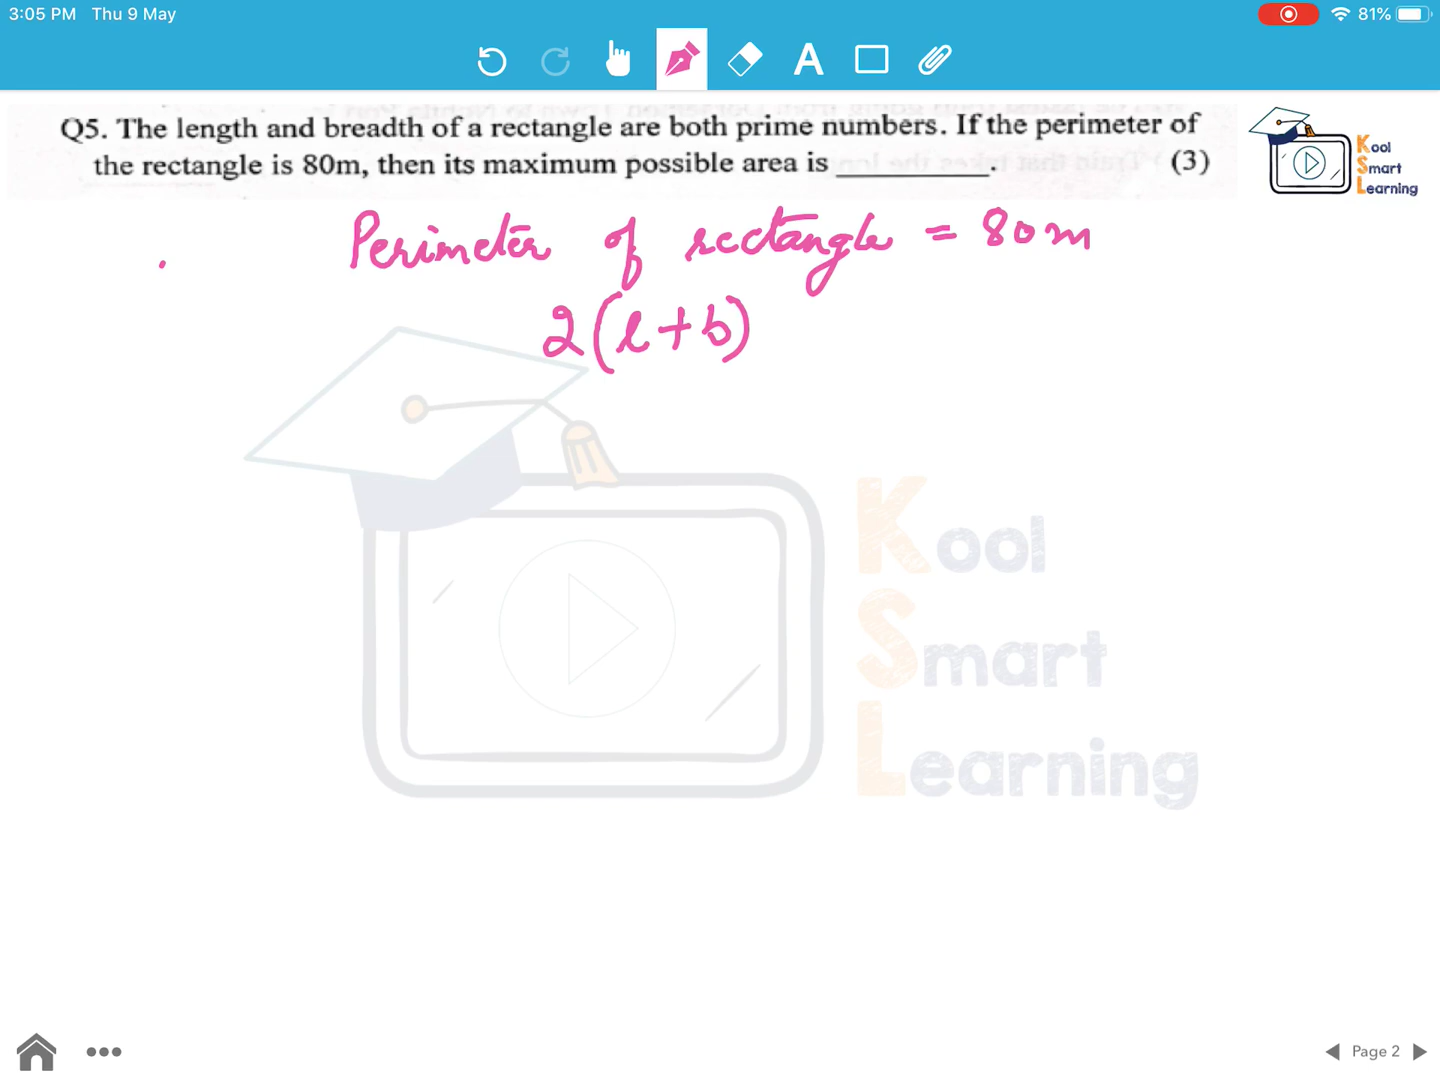 3:05 PM Thu 9 May
81%
A
Q5. The length and breadth of a rectangle are both prime numbers. If the perimeter of
the rectangle is 80m, then its maximum possible area is __________. (3)
Kool
Smart
Learning
Perimeter of rectangle = 80m
2(l+b)
Kool
Smart
Learning
Page 2